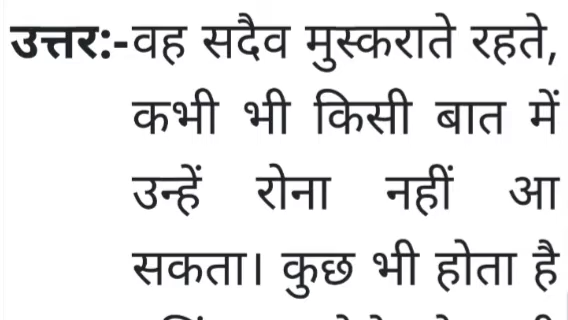 उत्तर:-वह सदैव मुस्कराते रहते,
कभी भी किसी बात में
उन्हें रोना नहीं आ
सकता। कुछ भी होता है